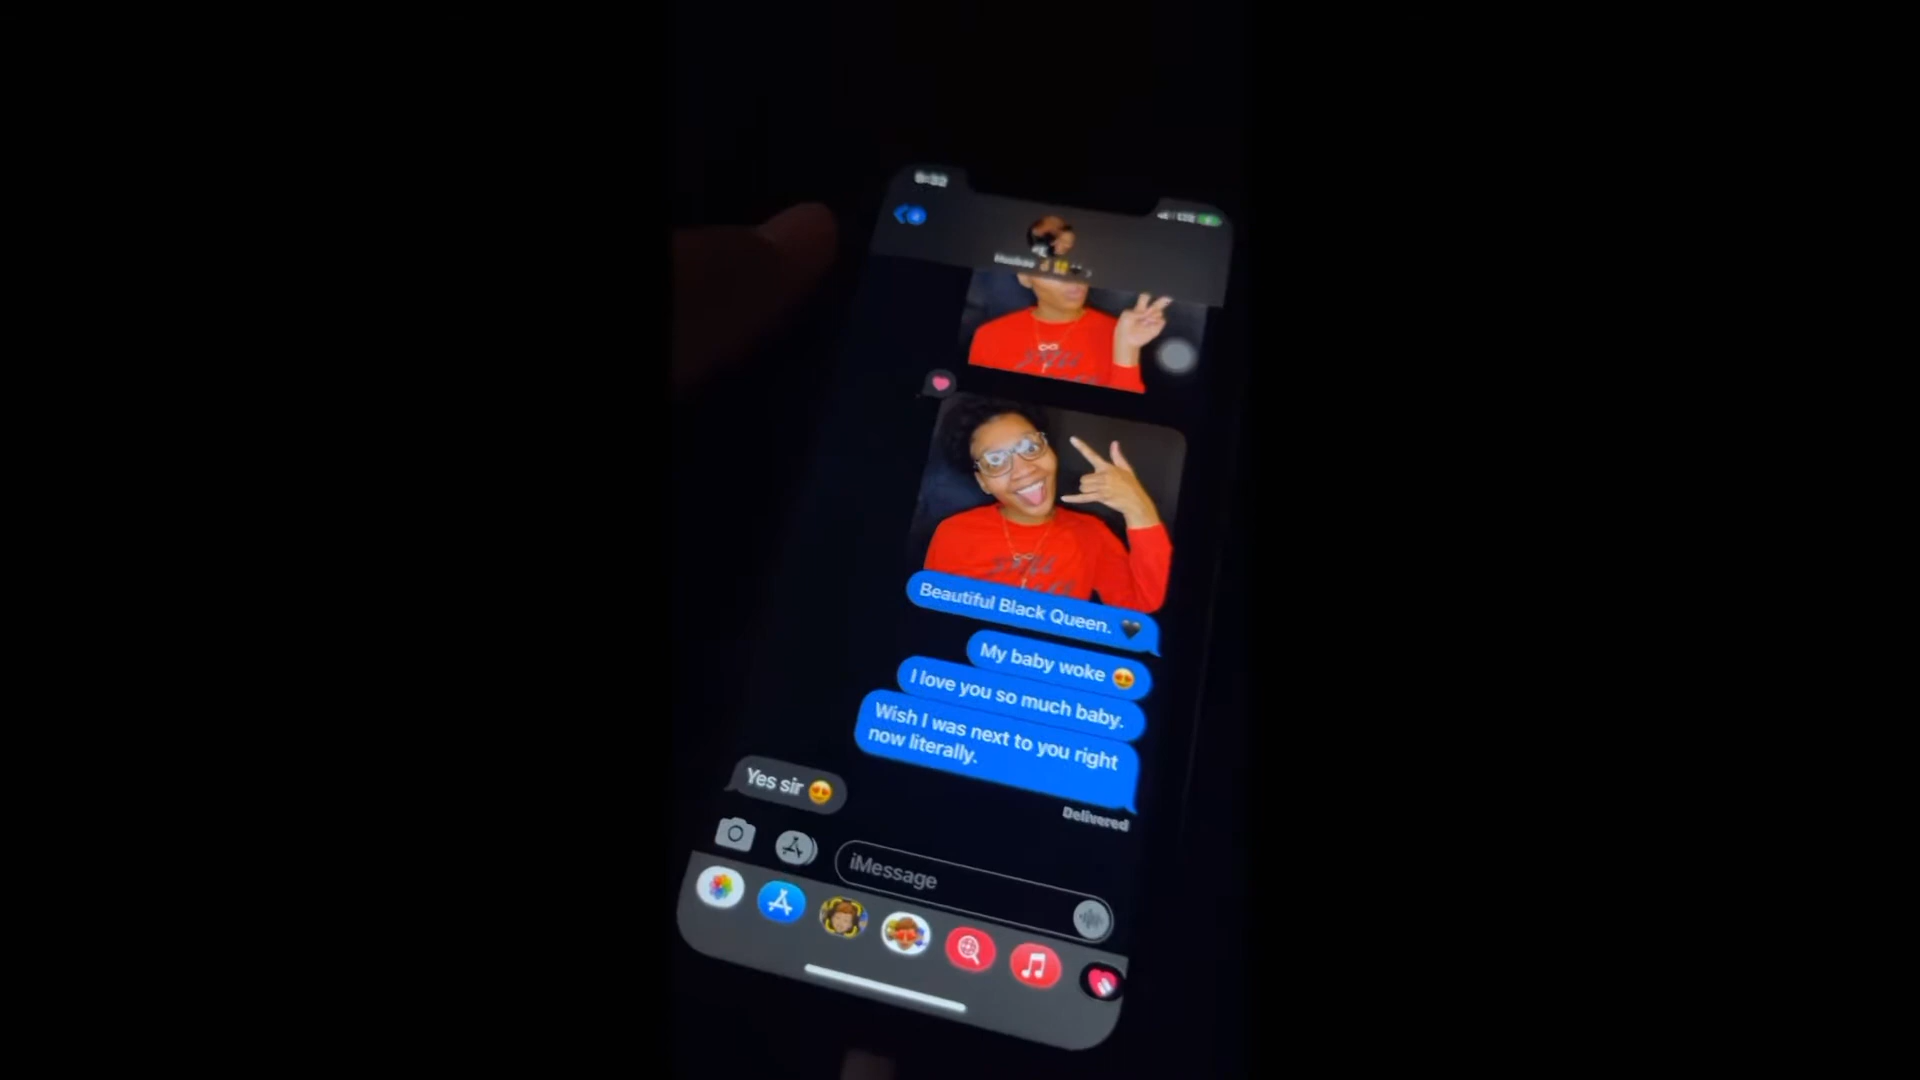 Beautiful Black Queen. 🖤
My baby woke 😍
I love you so much baby.
Wish I was next to you right
now literally.
Delivered
Yes sir 😍
iMessage